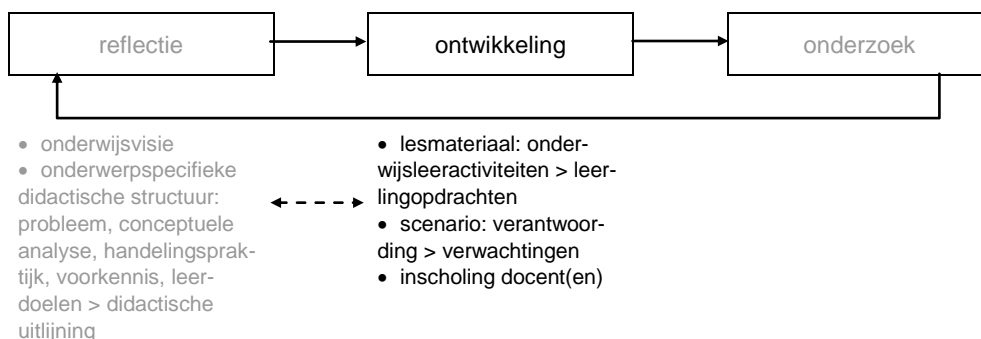 reflectie
ontwikkeling
onderzoek
• onderwijsvisie
• onderwerpspecifieke
didactische structuur:
probleem, conceptuele
analyse, handelingsprak-
tijk, voorkennis, leer-
doelen > didactische
uitlijning
• lesmateriaal: onder-
wijsleeractiviteiten > leer-
lingopdrachten
• scenario: verantwoor-
ding > verwachtingen
• inscholing docent(en)